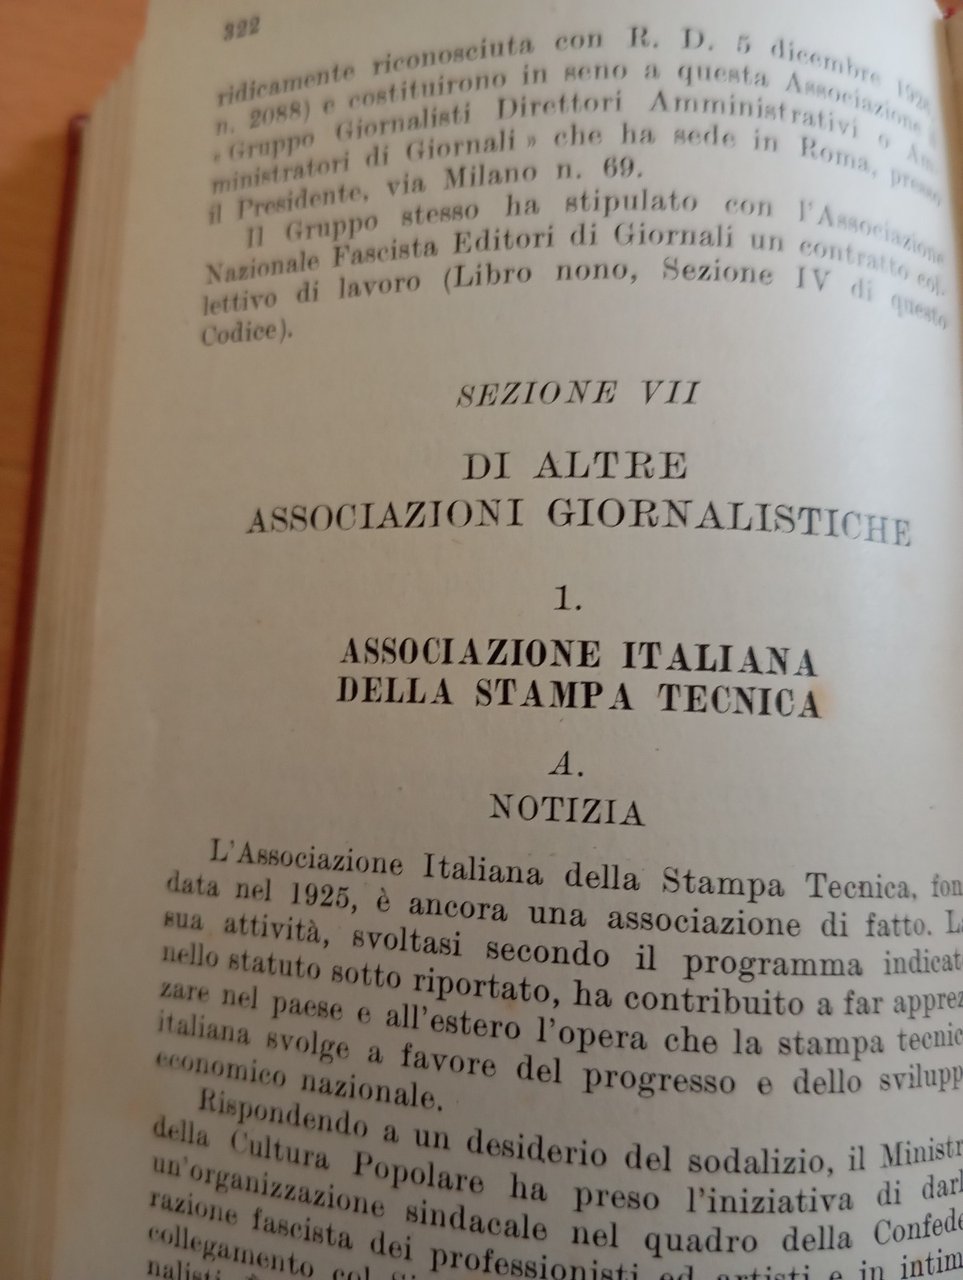 322
ridicamente riconosciuta con R. D. 5 dicembre 1928,
n. 2088) e costituirono in seno a questa Associazione il
« Gruppo Giornalisti Direttori Amministrativi o Am-
ministratori di Giornali » che ha sede in Roma, presso
il Presidente, via Milano n. 69.
Il Gruppo stesso ha stipulato con l'Associazione
Nazionale Fascista Editori di Giornali un contratto col-
lettivo di lavoro (Libro nono, Sezione IV di questo
Codice).
SEZIONE VII
DI ALTRE
ASSOCIAZIONI GIORNALISTICHE
1.
ASSOCIAZIONE ITALIANA
DELLA STAMPA TECNICA
A.
NOTIZIA
L'Associazione Italiana della Stampa Tecnica, fon
data nel 1925, è ancora una associazione di fatto. La
sua attività, svoltasi secondo il programma indicat
nello statuto sotto riportato, ha contribuito a far apprez
zare nel paese e all'estero l'opera che la stampa tecnic
italiana svolge a favore del progresso e dello svilupp
economico nazionale.
Rispondendo a un desiderio del sodalizio, il Ministr
della Cultura Popolare ha preso l'iniziativa di darl
un'organizzazione sindacale nel quadro della Confede
razione fascista dei professionisti ed artisti e in intim
collegamento col
nalisti